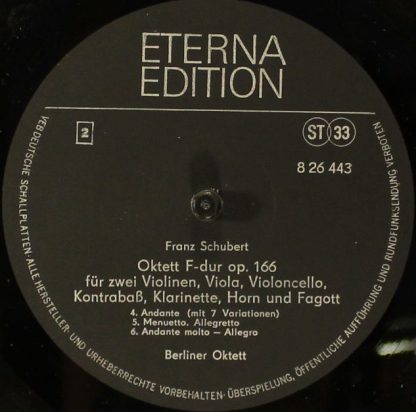 ETERNA
EDITION
2
ST 33
8 26 443
Franz Schubert
Oktett F-dur op. 166
für zwei Violinen, Viola, Violoncello,
Kontrabaß, Klarinette, Horn und Fagott
4. Andante (mit 7 Variationen)
5. Menuetto. Allegretto
6. Andante molto – Allegro
Berliner Oktett
VEB DEUTSCHE SCHALLPLATTEN·ALLE HERSTELLER- UND URHEBERRECHTE VORBEHALTEN·ÜBERSPIELUNG, ÖFFENTLICHE AUFFÜHRUNG UND RUNDFUNKSENDUNG VERBOTEN